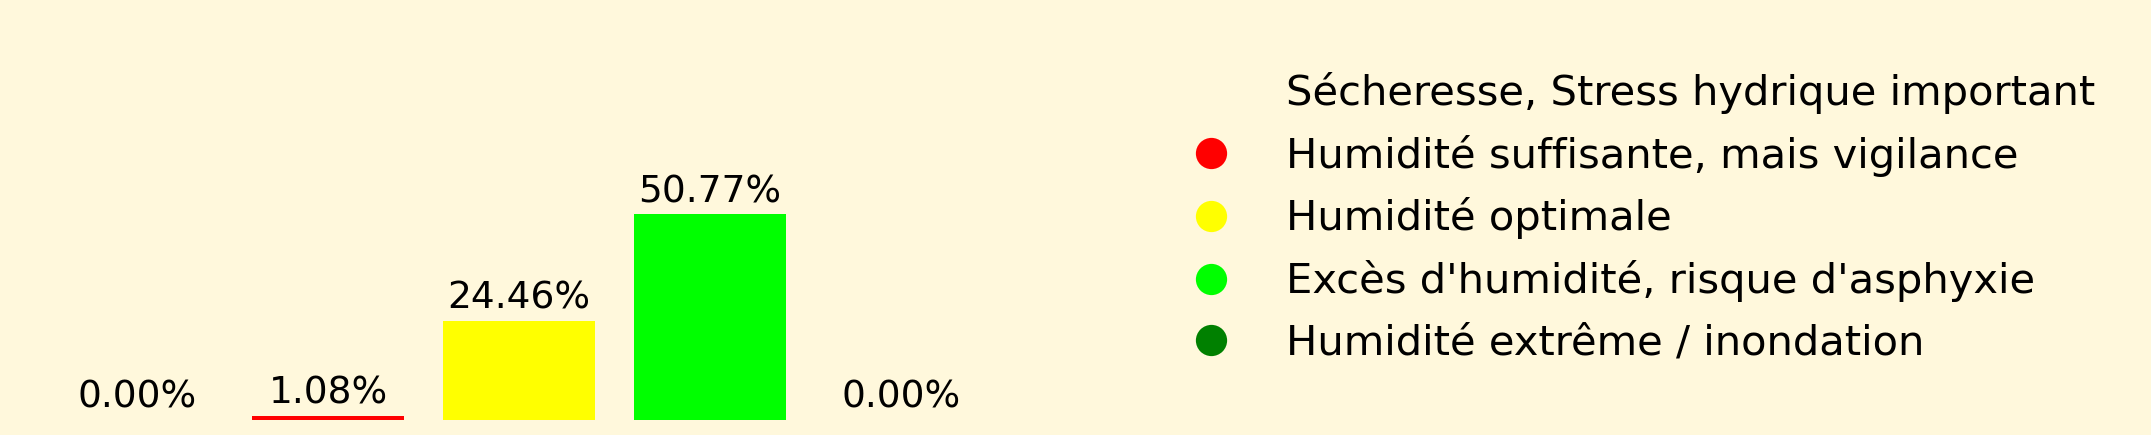 0.00%
1.08%
24.46%
50.77%
0.00%
Sécheresse, Stress hydrique important
Humidité suffisante, mais vigilance
Humidité optimale
Excès d'humidité, risque d'asphyxie
Humidité extrême / inondation